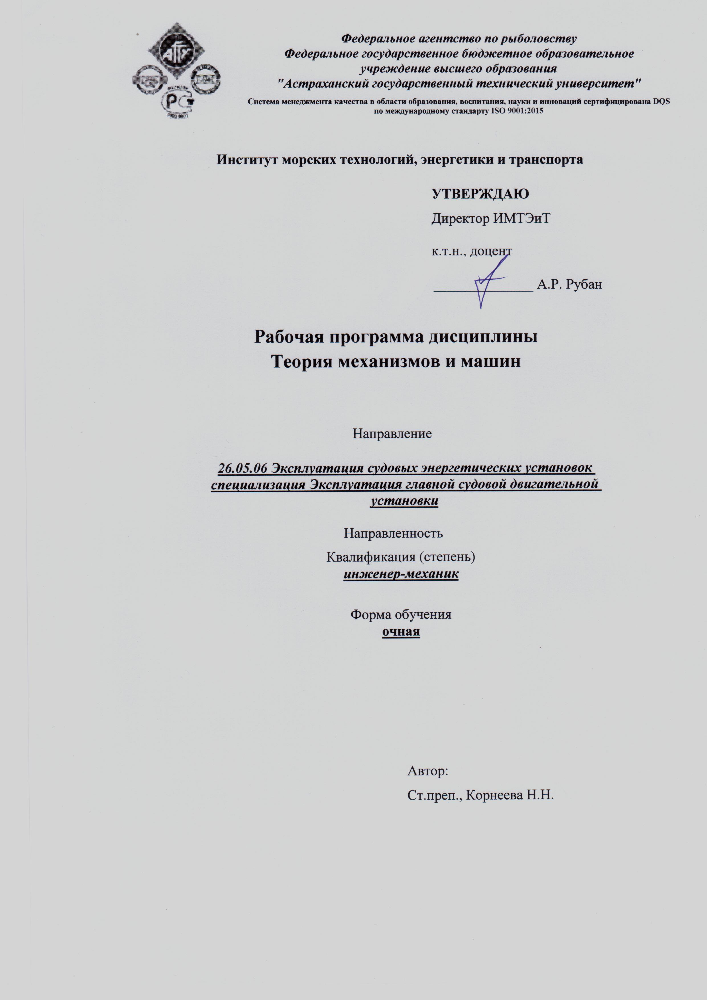 Федеральное агентство по рыболовству
Федеральное государственное бюджетное образовательное
учреждение высшего образования
"Астраханский государственный технический университет"
Система менеджмента качества в области образования, воспитания, науки и инноваций сертифицирована DQS
по международному стандарту ISO 9001:2015
Институт морских технологий, энергетики и транспорта
УТВЕРЖДАЮ
Директор ИМТЭиТ
к.т.н., доцент
______________ А.Р. Рубан
Рабочая программа дисциплины
Теория механизмов и машин
Направление
26.05.06 Эксплуатация судовых энергетических установок
специализация Эксплуатация главной судовой двигательной
установки
Направленность
Квалификация (степень)
инженер-механик
Форма обучения
очная
Автор:
Ст.преп., Корнеева Н.Н.